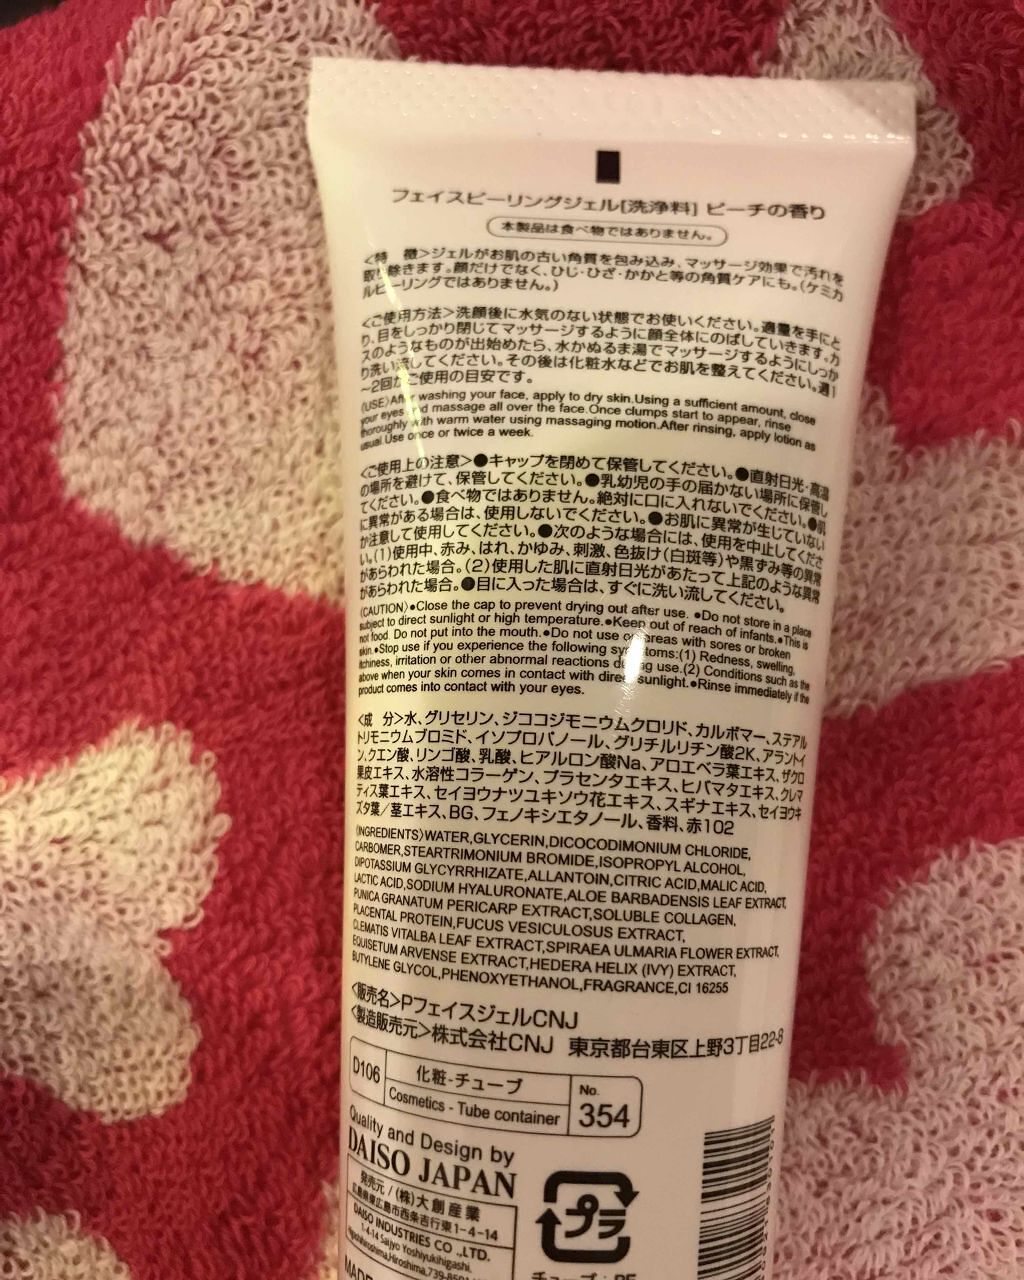 フェイスピーリングジェル[洗浄料] ピーチの香り
本製品は食べ物ではありません。
<特　徴>ジェルがお肌の古い角質を包み込み、マッサージ効果で汚れを
取り除きます。顔だけでなく、ひじ・ひざ・かかと等の角質ケアにも。(ケミカ
ルピーリングではありません。)
<ご使用方法>洗顔後に水気のない状態でお使いください。適量を手にと
り、目をしっかり閉じてマッサージするように顔全体にのばしていきます。カ
スのようなものが出始めたら、水かぬるま湯でマッサージするようにしっか
り洗い流してください。その後は化粧水などでお肌を整えてください。週1
~2回がご使用の目安です。
(USE)After washing your face, apply to dry skin.Using a sufficient amount, close
your eyes and massage all over the face.Once clumps start to appear, rinse
thoroughly with warm water using massaging motion.After rinsing, apply lotion as
usual.Use once or twice a week.
<ご使用上の注意>●キャップを閉めて保管してください。●直射日光・高温
の場所を避けて、保管してください。●乳幼児の手の届かない場所に保管し
てください。●食べ物ではありません。絶対に口に入れないでください。●肌
に異常がある場合は、使用しないでください。●お肌に異常が生じていない
か注意して使用してください。●次のような場合には、使用を中止してくださ
い。(1)使用中、赤み、はれ、かゆみ、刺激、色抜け(白斑等)や黒ずみ等の異常
があらわれた場合。(2)使用した肌に直射日光があたって上記のような異常
があらわれた場合。●目に入った場合は、すぐに洗い流してください。
(CAUTION)●Close the cap to prevent drying out after use. ●Do not store in a place
subject to direct sunlight or high temperature.●Keep out of reach of infants.●This is
not food. Do not put into the mouth.●Do not use on areas with sores or broken
skin.●Stop use if you experience the following symptoms:(1) Redness, swelling,
itchiness, irritation or other abnormal reactions during use.(2) Conditions such as the
above when your skin comes in contact with direct sunlight.●Rinse immediately if the
product comes into contact with your eyes.
<成　分>水、グリセリン、ジココジモニウムクロリド、カルボマー、ステアル
トリモニウムブロミド、イソプロパノール、グリチルリチン酸2K、アラントイ
ン、クエン酸、リンゴ酸、乳酸、ヒアルロン酸Na、アロエベラ葉エキス、ザクロ
果皮エキス、水溶性コラーゲン、プラセンタエキス、ヒバマタエキス、クレマ
ティス葉エキス、セイヨウナツユキソウ花エキス、スギナエキス、セイヨウキ
ズタ葉/茎エキス、BG、フェノキシエタノール、香料、赤102
(INGREDIENTS)WATER,GLYCERIN,DICOCODIMONIUM CHLORIDE,
CARBOMER,STEARTRIMONIUM BROMIDE,ISOPROPYL ALCOHOL,
DIPOTASSIUM GLYCYRRHIZATE,ALLANTOIN,CITRIC ACID,MALIC ACID,
LACTIC ACID,SODIUM HYALURONATE,ALOE BARBADENSIS LEAF EXTRACT,
PUNICA GRANATUM PERICARP EXTRACT,SOLUBLE COLLAGEN,
PLACENTAL PROTEIN,FUCUS VESICULOSUS EXTRACT,
CLEMATIS VITALBA LEAF EXTRACT,SPIRAEA ULMARIA FLOWER EXTRACT,
EQUISETUM ARVENSE EXTRACT,HEDERA HELIX (IVY) EXTRACT,
BUTYLENE GLYCOL,PHENOXYETHANOL,FRAGRANCE,CI 16255
<販売名>PフェイスジェルCNJ
<製造販売元>株式会社CNJ 東京都台東区上野3丁目22-8
D106
化粧-チューブ
Cosmetics - Tube container
No.
354
Quality and Design by
DAISO JAPAN
発売元/(株)大創産業
広島県東広島市西条吉行東1-4-14
DAISO INDUSTRIES CO.,LTD.
1-4-14 Saijyo Yoshiyukihigashi,
Higashihiroshima,Hiroshima,739-8501
プラ
チューブ:PE